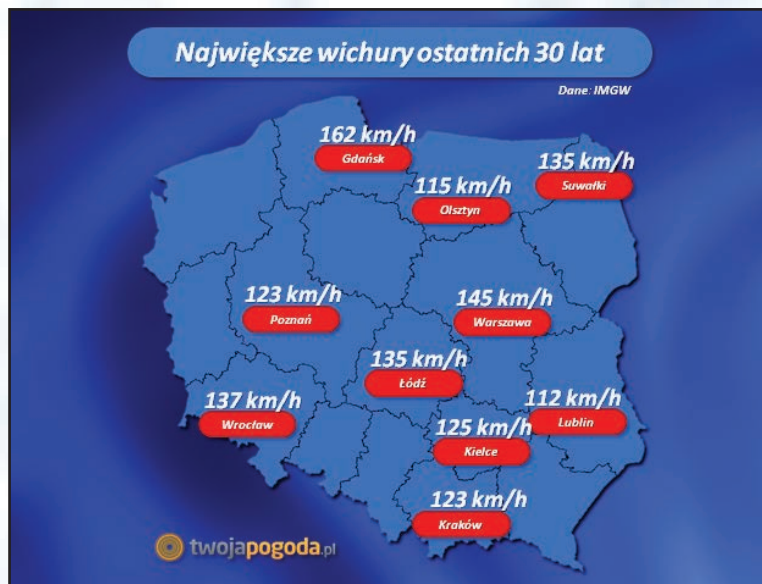 Największe wichury ostatnich 30 lat
Dane: IMGW
162 km/h
Gdańsk
135 km/h
Suwałki
115 km/h
Olsztyn
123 km/h
Poznań
145 km/h
Warszawa
135 km/h
Łódź
137 km/h
Wrocław
112 km/h
Lublin
125 km/h
Kielce
123 km/h
Kraków
twojapogoda.pl